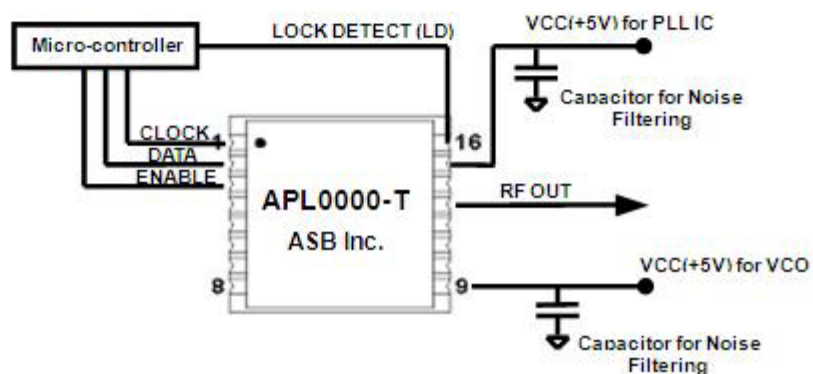 VCC(+5V) for PLL IC
LOCK DETECT (LD)
Micro-controller
Capacitor for Noise
Filtering
CLOCK
1
16
DATA
ENABLE
APL0000-T
RF OUT
ASB Inc.
VCC(+5V) for VCO
8
9
Capacitor for Noise
Filtering